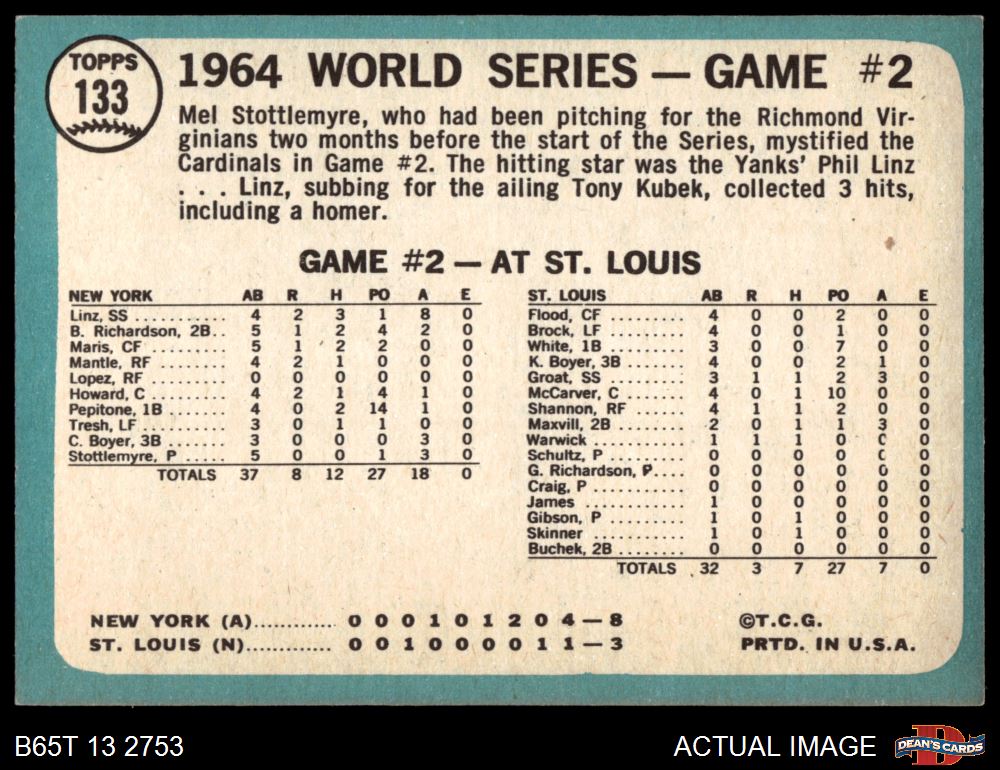 TOPPS
133
1964 WORLD SERIES — GAME #2
Mel Stottlemyre, who had been pitching for the Richmond Vir-
ginians two months before the start of the Series, mystified the
Cardinals in Game #2. The hitting star was the Yanks' Phil Linz
. . . Linz, subbing for the ailing Tony Kubek, collected 3 hits,
including a homer.
GAME #2 — AT ST. LOUIS
NEW YORK AB R H PO A E
Linz, SS ............ 4 2 3 1 8 0
B. Richardson, 2B.. 5 1 2 4 2 0
Maris, CF .......... 5 1 2 2 0 0
Mantle, RF ......... 4 2 1 0 0 0
Lopez, RF .......... 0 0 0 0 0 0
Howard, C ......... 4 2 1 4 1 0
Pepitone, 1B ....... 4 0 2 14 1 0
Tresh, LF .......... 3 0 1 1 0 0
C. Boyer, 3B ....... 3 0 0 0 3 0
Stottlemyre, P ..... 5 0 0 1 3 0
TOTALS 37 8 12 27 18 0
ST. LOUIS AB R H PO A E
Flood, CF .......... 4 0 0 2 0 0
Brock, LF .......... 4 0 0 1 0 0
White, 1B .......... 3 0 0 7 0 0
K. Boyer, 3B ....... 4 0 0 2 1 0
Groat, SS .......... 3 1 1 2 3 0
McCarver, C ........ 4 0 1 10 0 0
Shannon, RF ....... 4 1 1 2 0 0
Maxvill, 2B ......... 2 0 1 1 3 0
Warwick ............ 1 1 1 0 0 0
Schultz, P .......... 0 0 0 0 0 0
G. Richardson, P.... 0 0 0 0 0 0
Craig, P ............ 0 0 0 0 0 0
James .............. 1 0 0 0 0 0
Gibson, P .......... 1 0 1 0 0 0
Skinner ............ 1 0 1 0 0 0
Buchek, 2B ........ 0 0 0 0 0 0
TOTALS 32 3 7 27 7 0
NEW YORK (A)............ 0 0 0 1 0 1 2 0 4 — 8
ST. LOUIS (N)............. 0 0 1 0 0 0 0 1 1 — 3
©T.C.G.
PRTD. IN U.S.A.
B65T 13 2753
ACTUAL IMAGE
D
DEAN'S CARDS